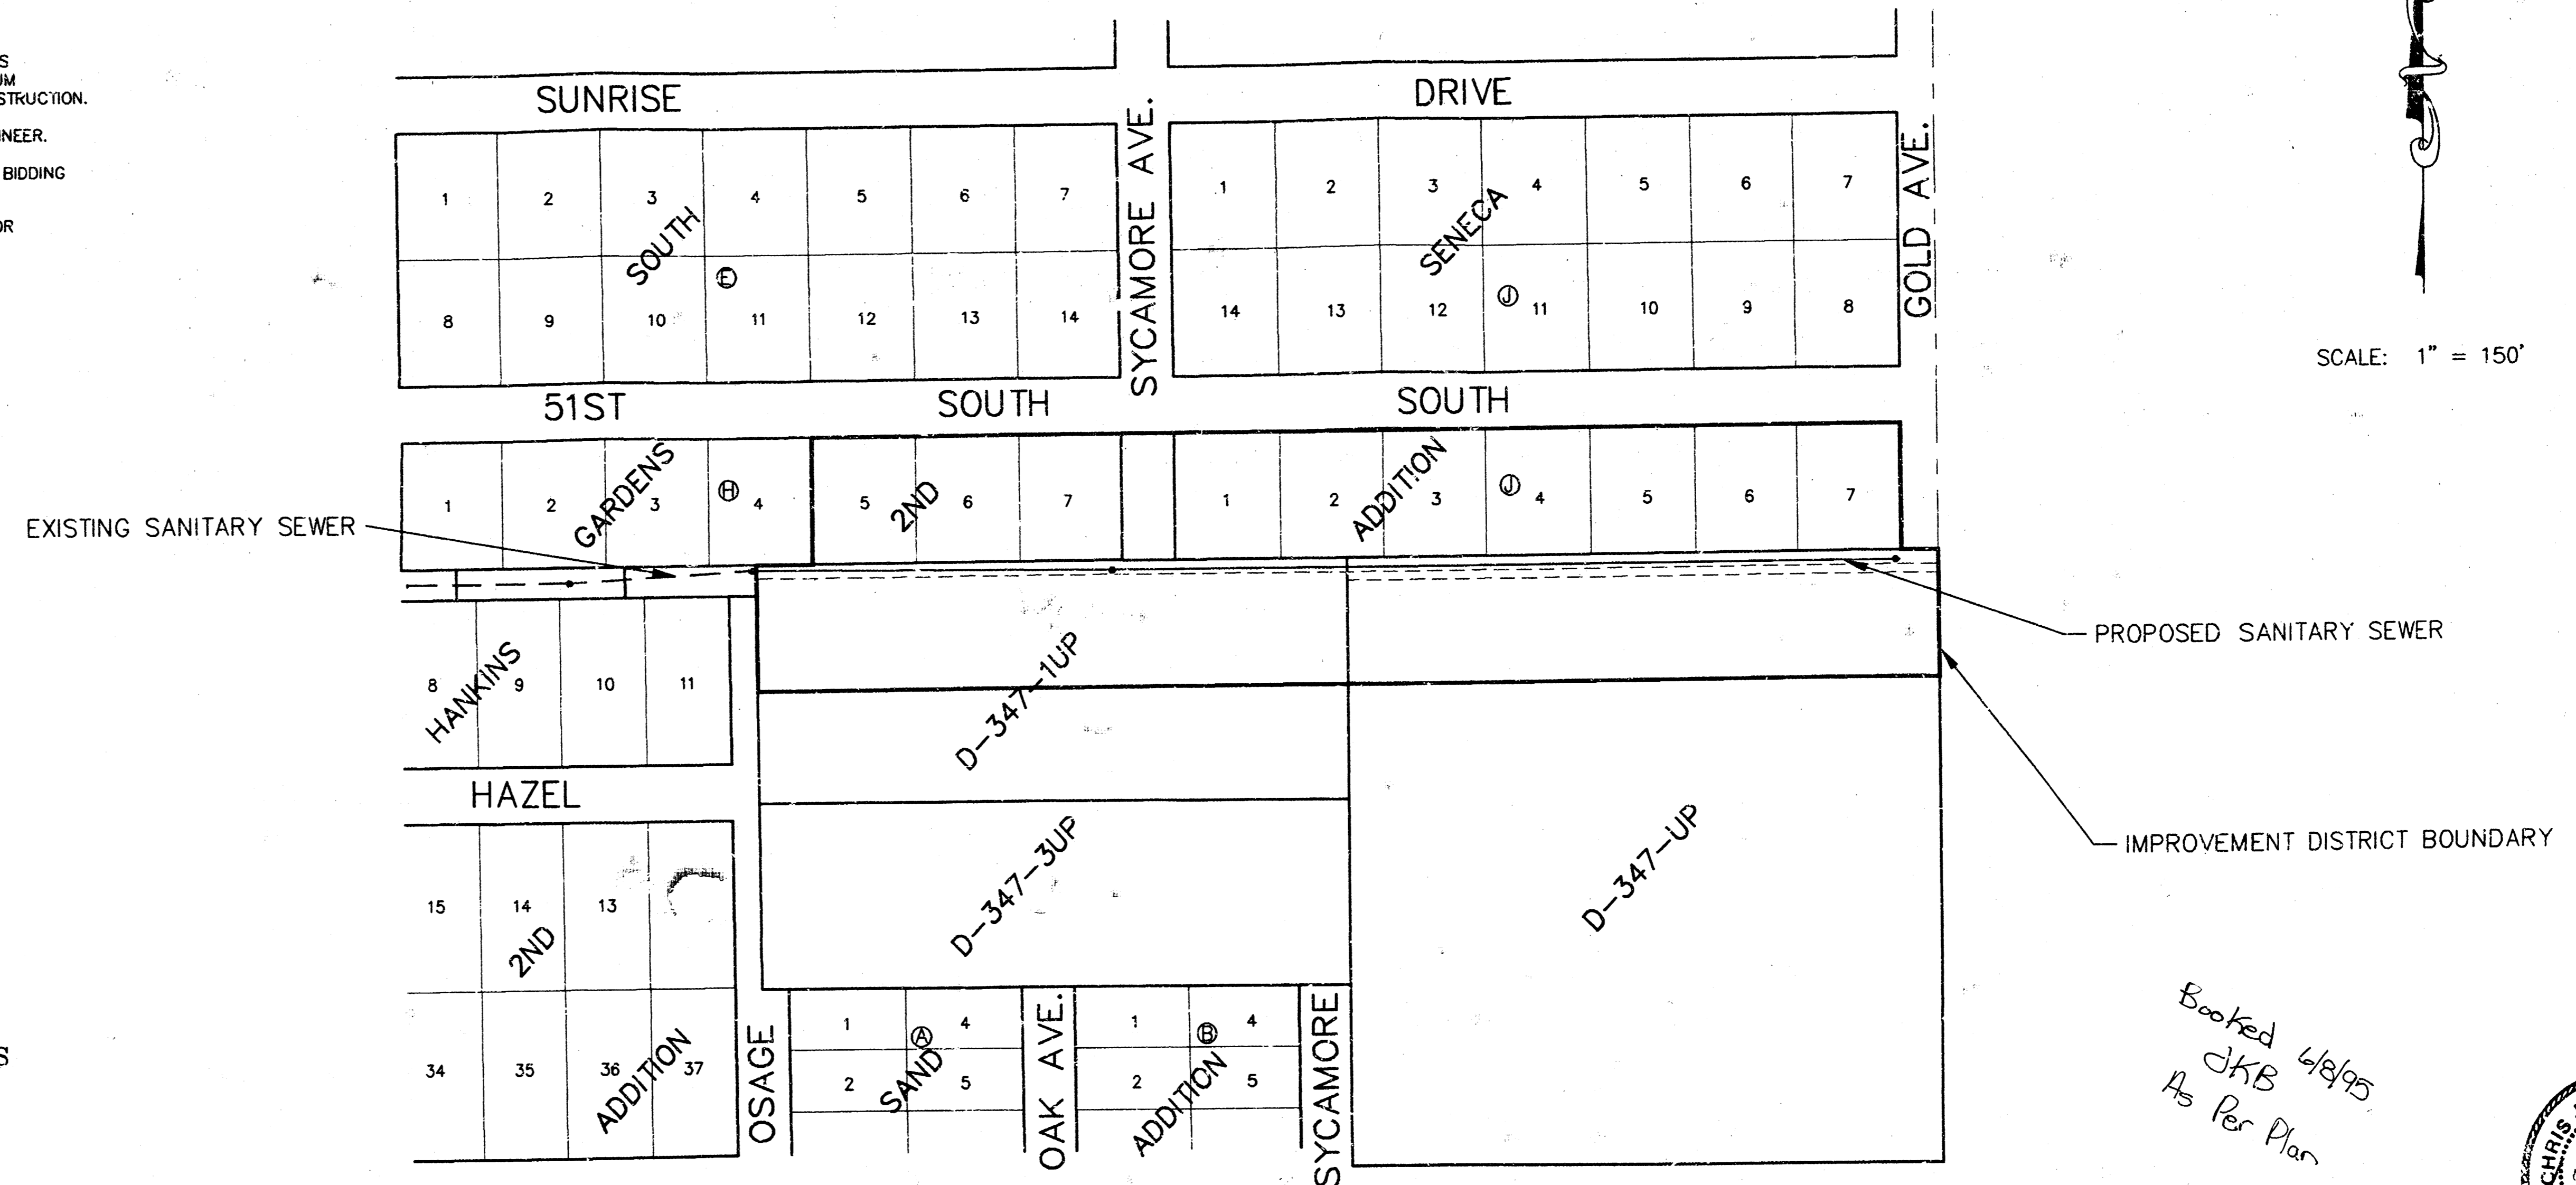 S
UM
STRUCTION.
INEER.
BIDDING
OR
S
SUNRISE DRIVE
SYCAMORE AVE.
GOLD AVE.
1 2 3 4 5 6 7
SOUTH
E
8 9 10 11 12 13 14
1 2 3 4 5 6 7
SENECA
J
14 13 12 11 10 9 8
SCALE: 1" = 150'
51ST SOUTH SOUTH
1 2 3 4 5 6 7
GARDENS
H
2ND
1 2 3 4 5 6 7
ADDITION
J
EXISTING SANITARY SEWER
PROPOSED SANITARY SEWER
IMPROVEMENT DISTRICT BOUNDARY
8 9 10 11
HANKINS
D-347-1UP
HAZEL
D-347-3UP
D-347-UP
15 14 13
2ND
34 35 36 37
ADDITION
OSAGE
1 4
A
2 5
SAND
OAK AVE.
1 4
B
2 5
ADDITION
SYCAMORE
Booked 6/8/95
JKB
As Per Plan
CHRIS